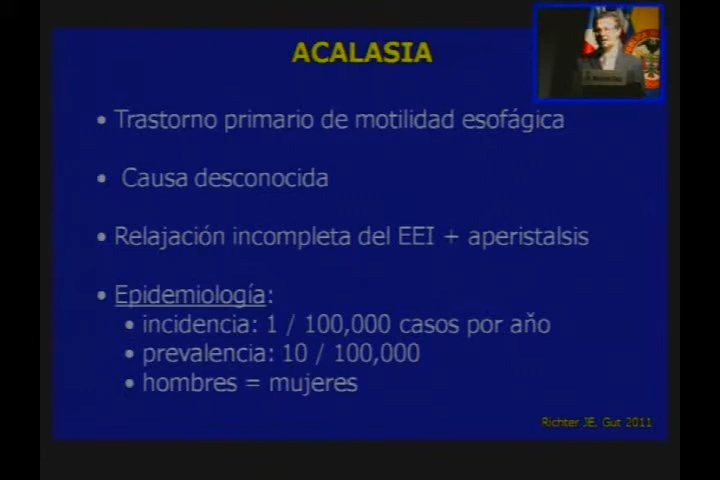 ACALASIA
• Trastorno primario de motilidad esofágica
• Causa desconocida
• Relajación incompleta del EEI + aperistalsis
• Epidemiología:
• incidencia: 1 / 100,000 casos por aňo
• prevalencia: 10 / 100,000
• hombres = mujeres
Richter JE, Gut 2011